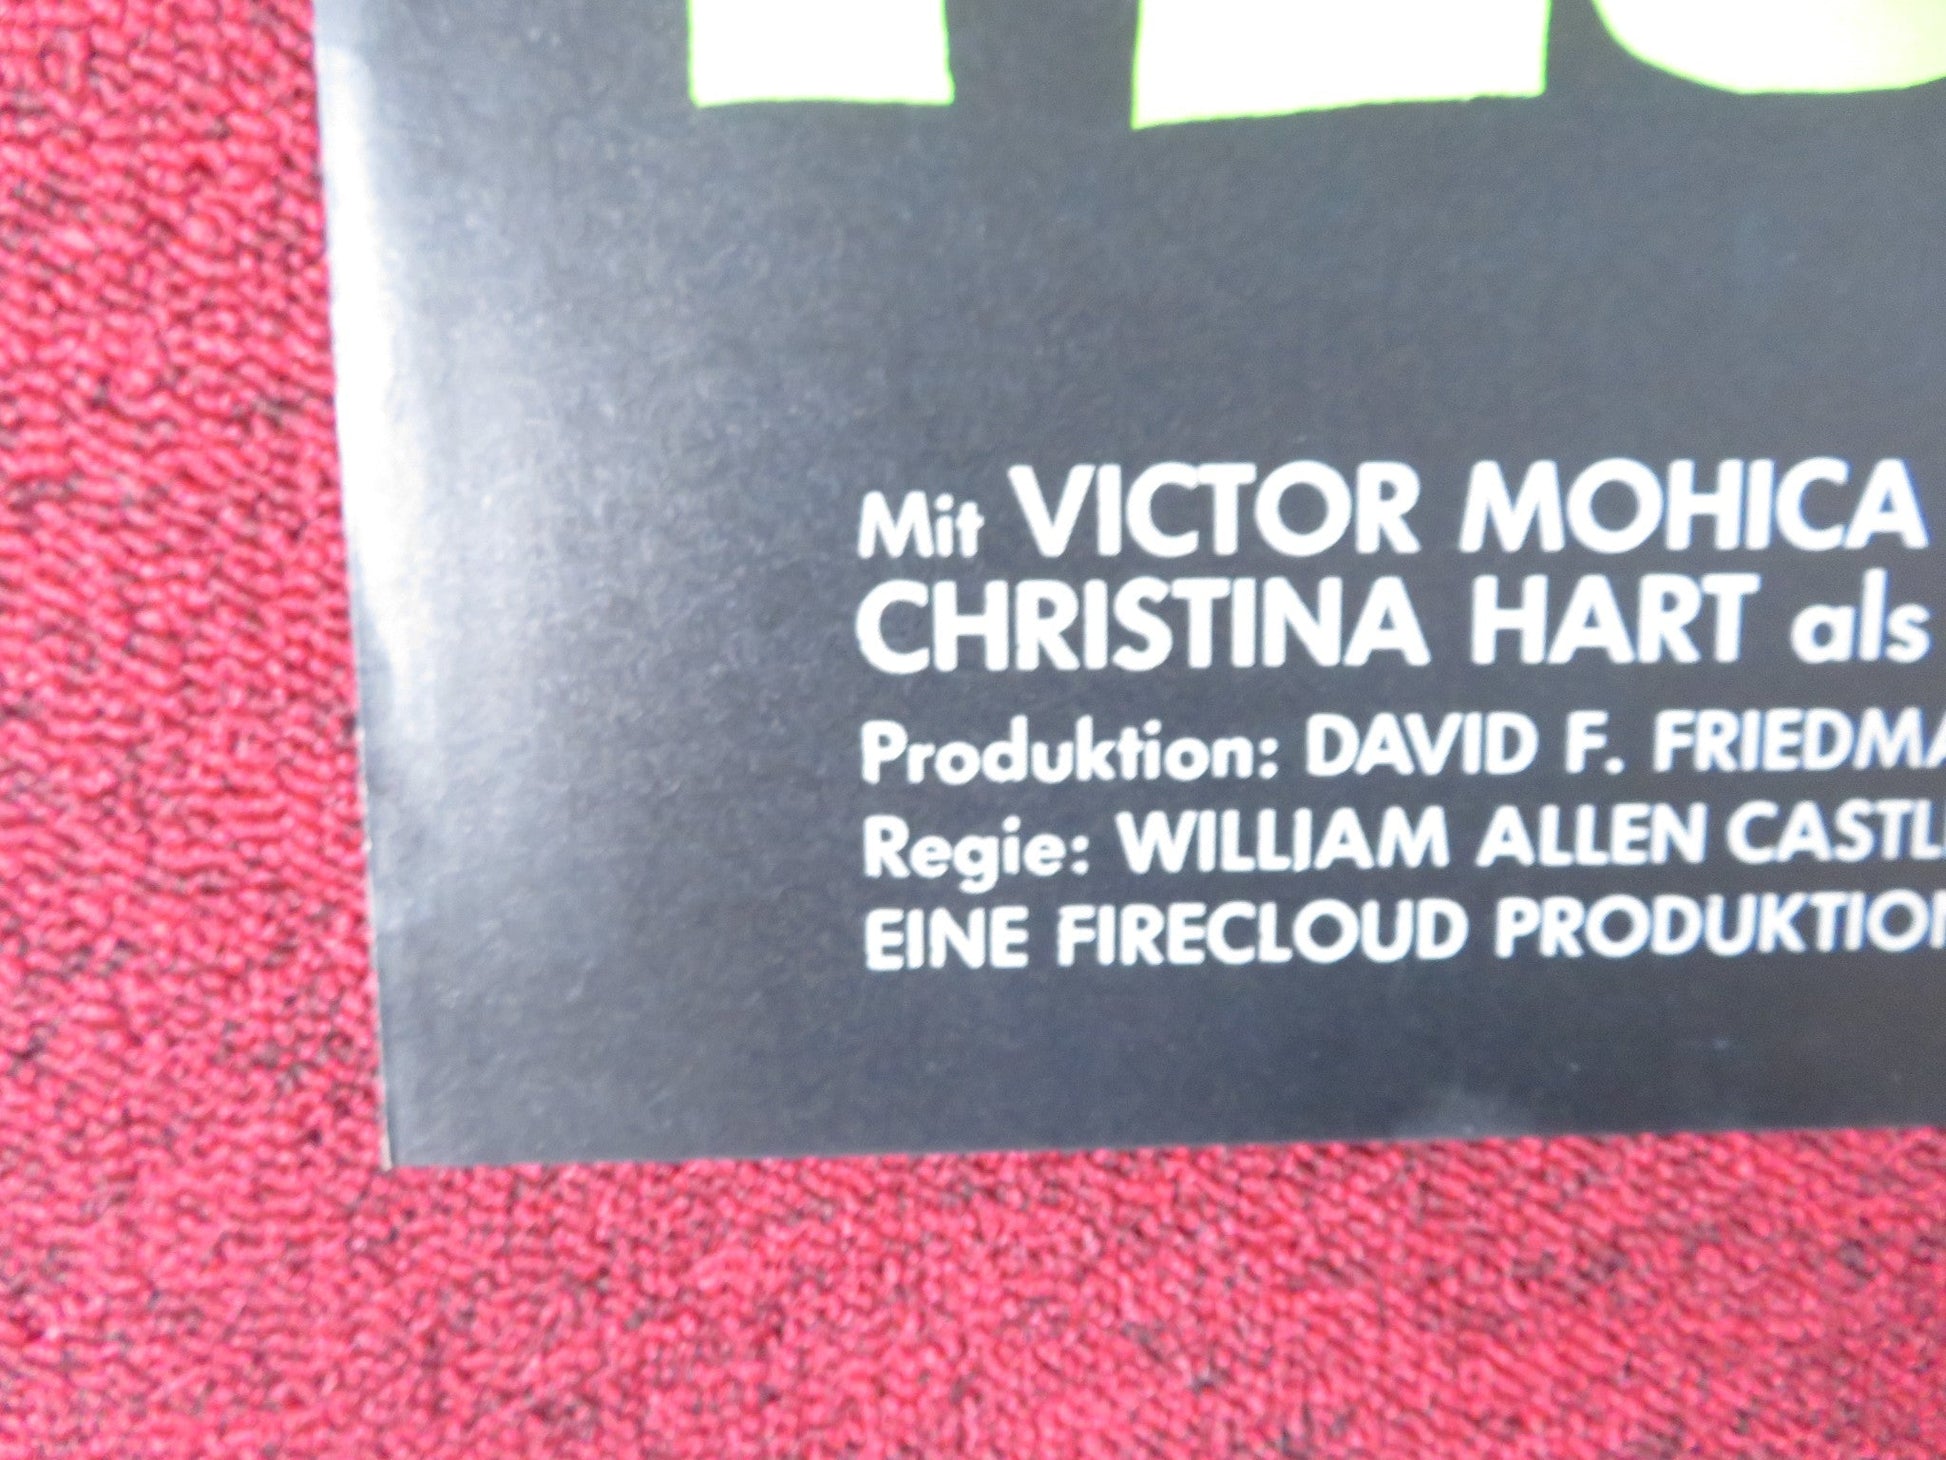 Mit VICTOR MOHICA
CHRISTINA HART als
Produktion: DAVID F. FRIEDMA
Regie: WILLIAM ALLEN CASTL
EINE FIRECLOUD PRODUKTION